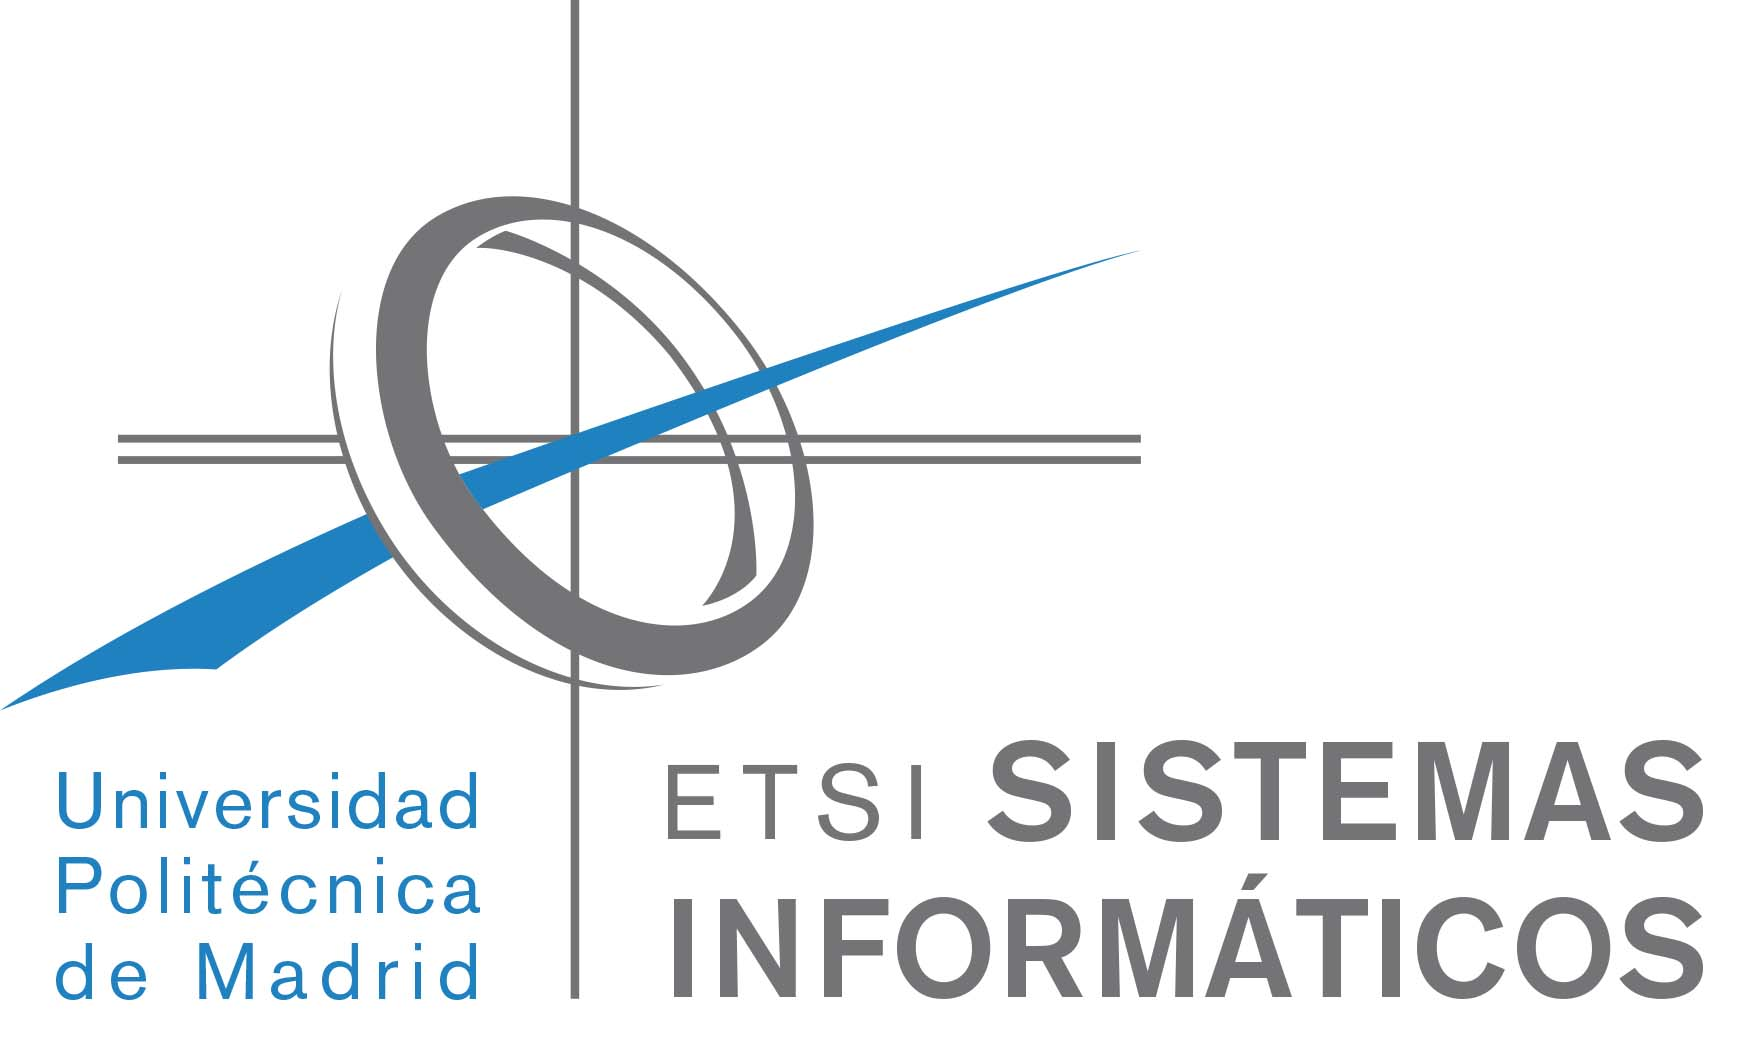 Universidad
Politécnica
de Madrid
ETSI SISTEMAS
INFORMÁTICOS